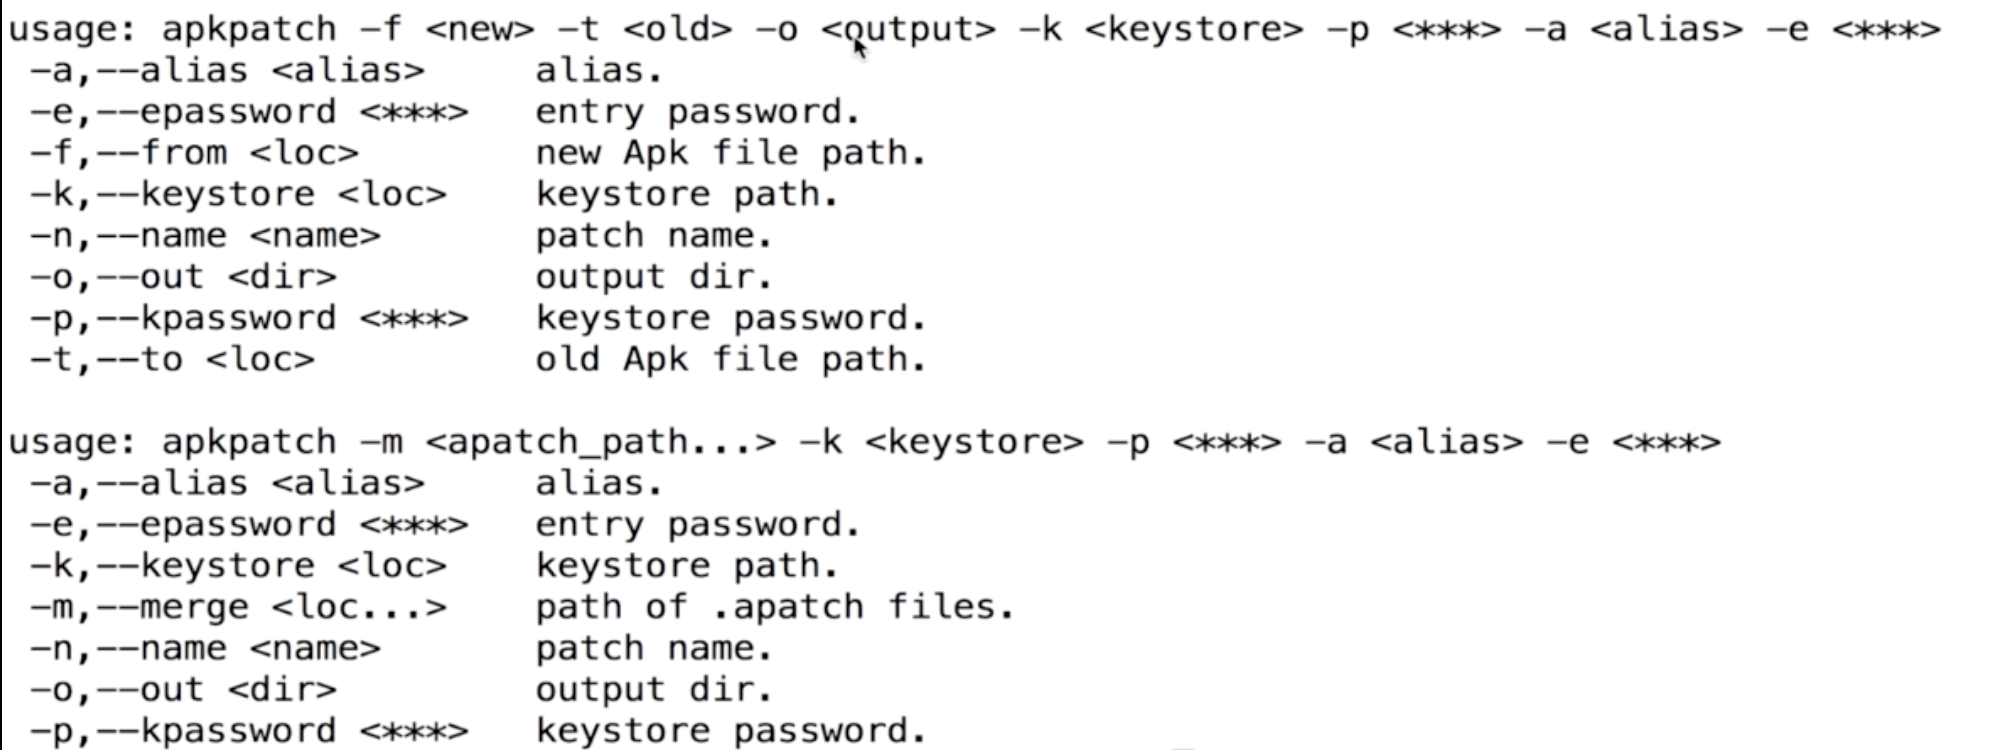 usage: apkpatch -f <new> -t <old> -o <output> -k <keystore> -p <***> -a <alias> -e <***>
 -a,--alias <alias>     alias.
 -e,--epassword <***>   entry password.
 -f,--from <loc>        new Apk file path.
 -k,--keystore <loc>    keystore path.
 -n,--name <name>       patch name.
 -o,--out <dir>         output dir.
 -p,--kpassword <***>   keystore password.
 -t,--to <loc>          old Apk file path.

usage: apkpatch -m <apatch_path...> -k <keystore> -p <***> -a <alias> -e <***>
 -a,--alias <alias>     alias.
 -e,--epassword <***>   entry password.
 -k,--keystore <loc>    keystore path.
 -m,--merge <loc...>    path of .apatch files.
 -n,--name <name>       patch name.
 -o,--out <dir>         output dir.
 -p,--kpassword <***>   keystore password.